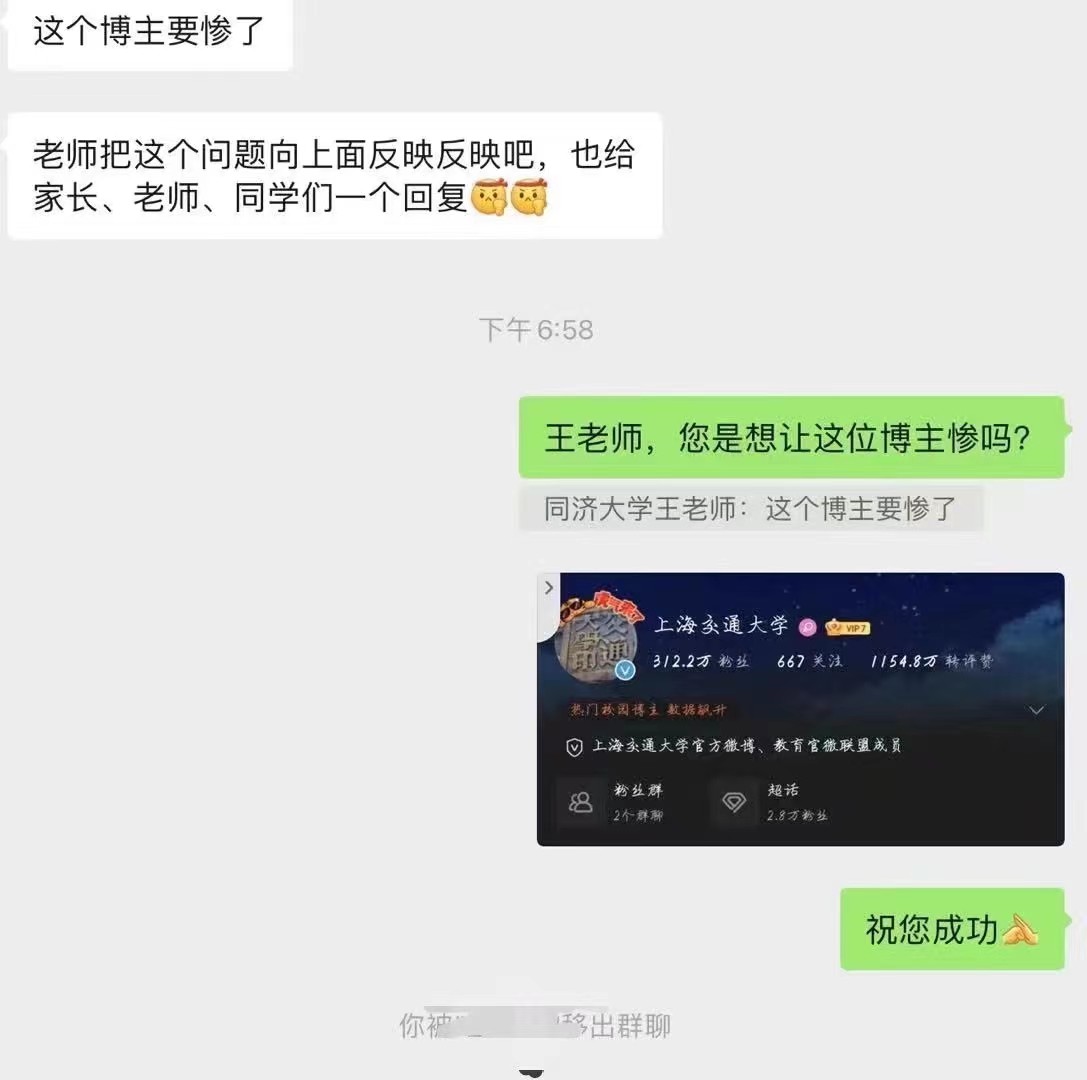 这个博主要惨了
老师把这个问题向上面反映反映吧，也给
家长、老师、同学们一个回复
下午 6:58
王老师，您是想让这位博主惨吗?
同济大学王老师：这个博主要惨了
上海交通大学 VIP7
312.2万 粉丝 667 关注 1154.8万 转评赞
热门校园博主 数据飙升
上海交通大学官方微博、教育官微联盟成员
粉丝群 超话
2个群聊 2.8万粉丝
祝您成功
你被 移出群聊